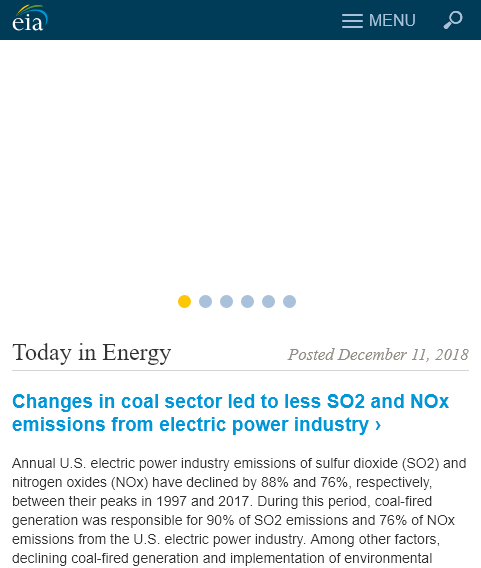 eia
MENU
Today in Energy
Posted December 11, 2018
Changes in coal sector led to less SO2 and NOx
emissions from electric power industry ›
Annual U.S. electric power industry emissions of sulfur dioxide (SO2) and
nitrogen oxides (NOx) have declined by 88% and 76%, respectively,
between their peaks in 1997 and 2017. During this period, coal-fired
generation was responsible for 90% of SO2 emissions and 76% of NOx
emissions from the U.S. electric power industry. Among other factors,
declining coal-fired generation and implementation of environmental